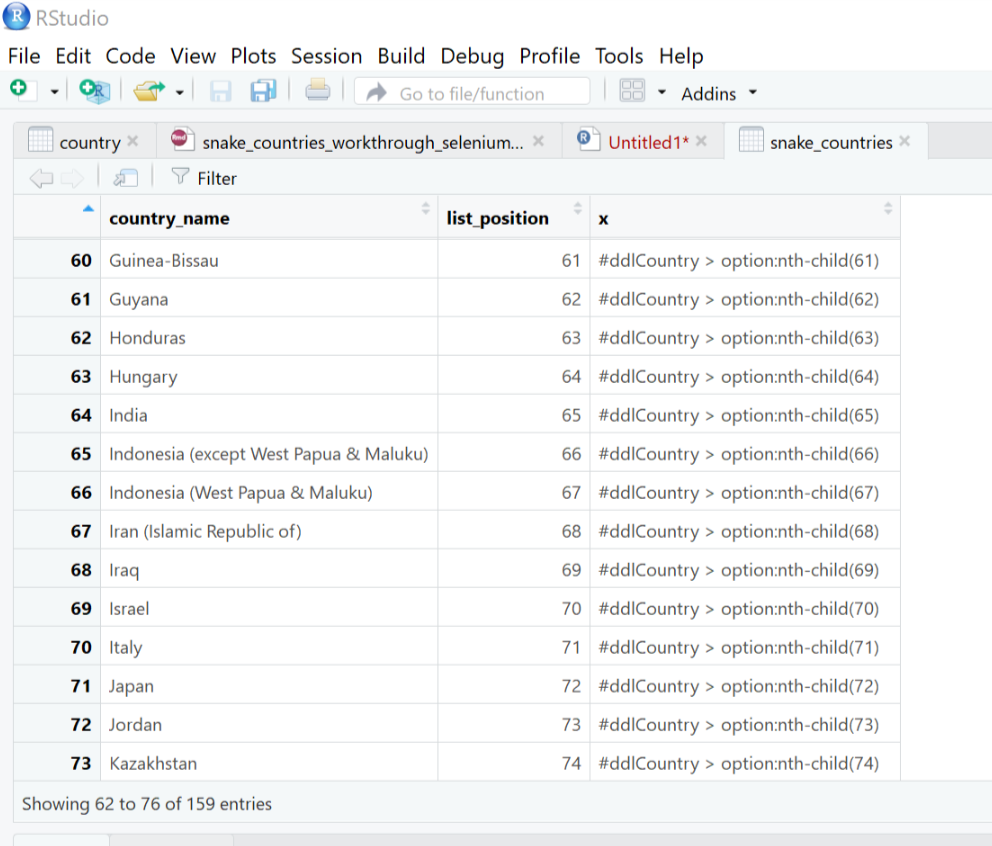 R RStudio
File Edit Code View Plots Session Build Debug Profile Tools Help
Go to file/function Addins
country snake_countries_workthrough_selenium... Untitled1* snake_countries
Filter
country_name list_position x
60 Guinea-Bissau 61 #ddlCountry > option:nth-child(61)
61 Guyana 62 #ddlCountry > option:nth-child(62)
62 Honduras 63 #ddlCountry > option:nth-child(63)
63 Hungary 64 #ddlCountry > option:nth-child(64)
64 India 65 #ddlCountry > option:nth-child(65)
65 Indonesia (except West Papua & Maluku) 66 #ddlCountry > option:nth-child(66)
66 Indonesia (West Papua & Maluku) 67 #ddlCountry > option:nth-child(67)
67 Iran (Islamic Republic of) 68 #ddlCountry > option:nth-child(68)
68 Iraq 69 #ddlCountry > option:nth-child(69)
69 Israel 70 #ddlCountry > option:nth-child(70)
70 Italy 71 #ddlCountry > option:nth-child(71)
71 Japan 72 #ddlCountry > option:nth-child(72)
72 Jordan 73 #ddlCountry > option:nth-child(73)
73 Kazakhstan 74 #ddlCountry > option:nth-child(74)
Showing 62 to 76 of 159 entries